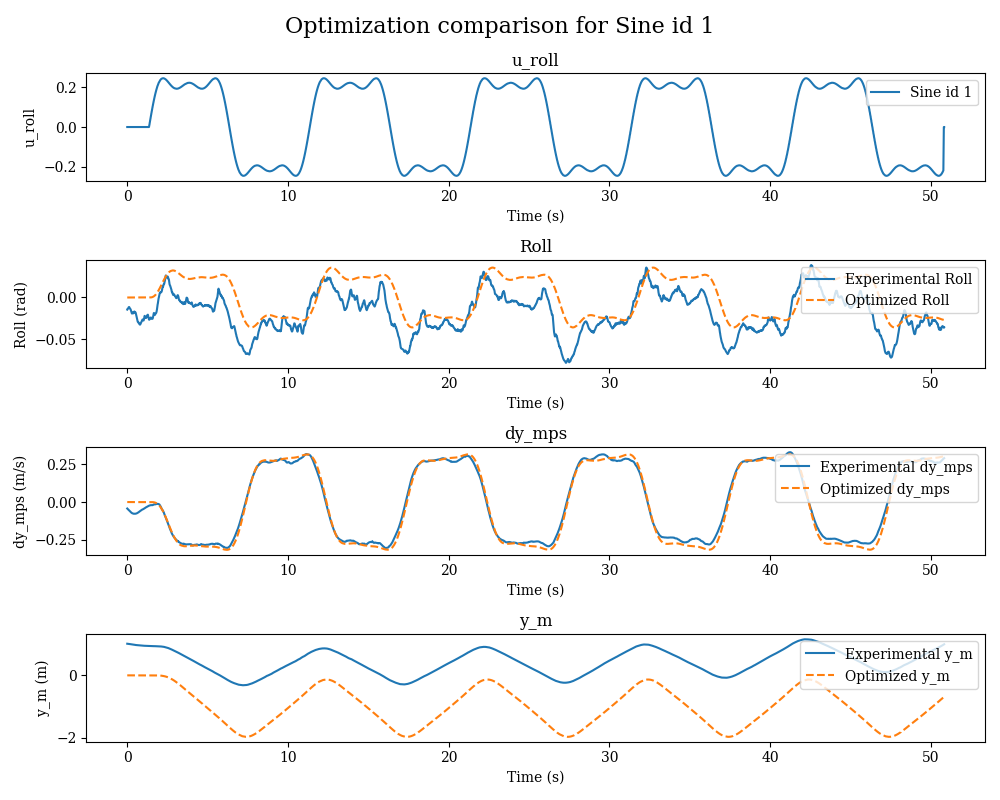 Optimization comparison for Sine id 1
u_roll
u_roll
0.2
0.0
−0.2
Sine id 1
0 10 20 30 40 50
Time (s)
Roll
Roll (rad)
0.00
−0.05
Experimental Roll
Optimized Roll
0 10 20 30 40 50
Time (s)
dy_mps
dy_mps (m/s)
0.25
0.00
−0.25
Experimental dy_mps
Optimized dy_mps
0 10 20 30 40 50
Time (s)
y_m
y_m (m)
0
−2
Experimental y_m
Optimized y_m
0 10 20 30 40 50
Time (s)